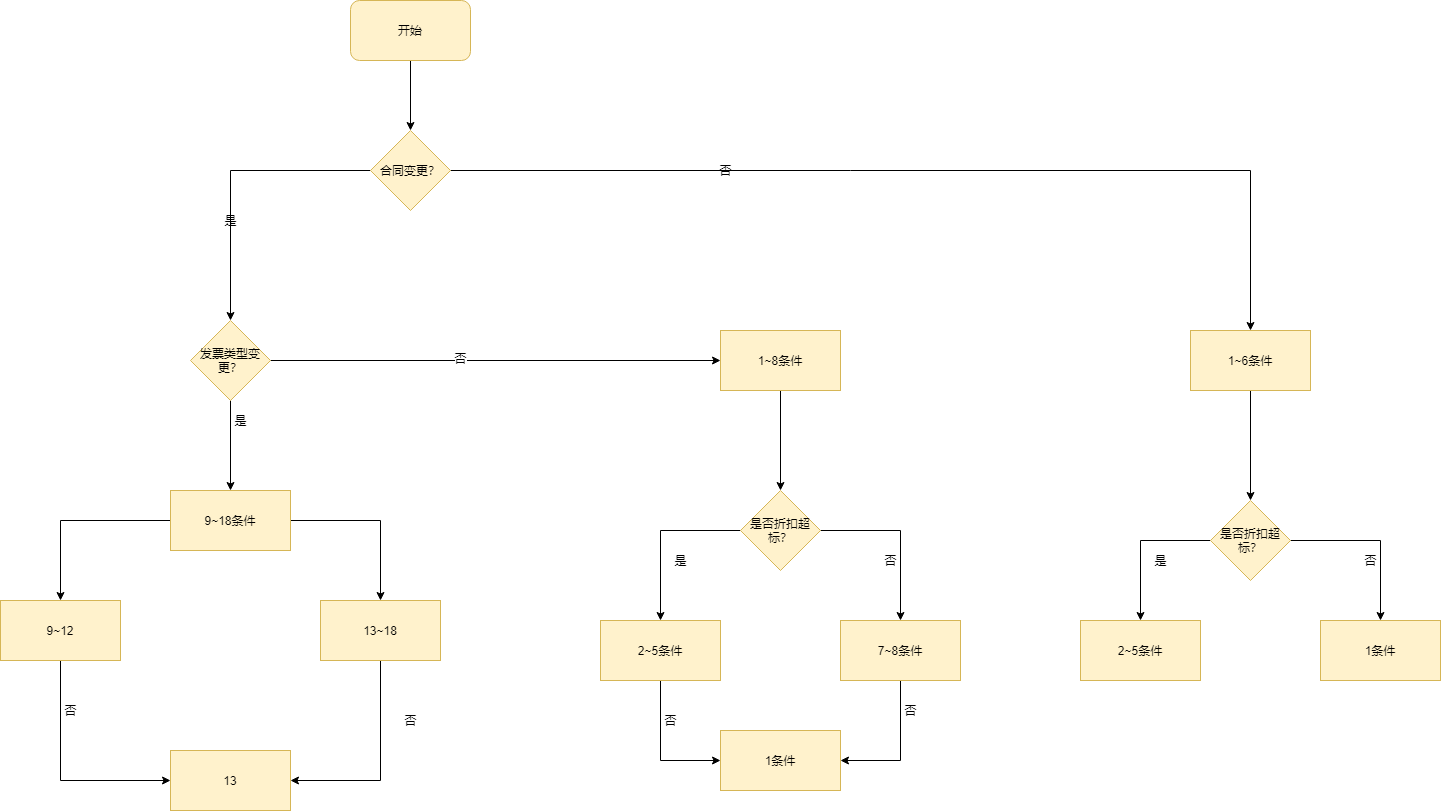 开始
合同变更？
否
是
发票类型变
更？
否
1~8条件
1~6条件
是
9~18条件
是否折扣超
标？
是否折扣超
标？
是
否
是
否
9~12
13~18
2~5条件
7~8条件
2~5条件
1条件
否
否
否
否
13
1条件